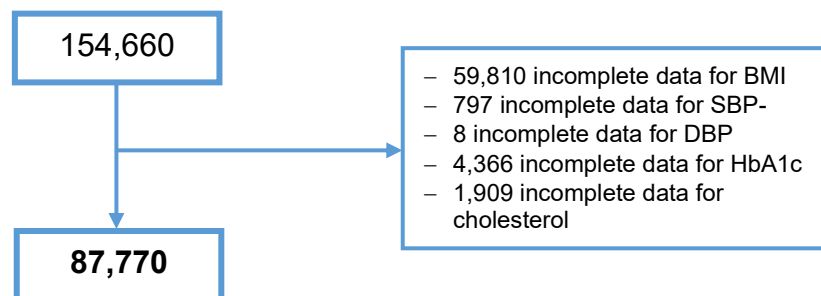 154,660
– 59,810 incomplete data for BMI
– 797 incomplete data for SBP-
– 8 incomplete data for DBP
– 4,366 incomplete data for HbA1c
– 1,909 incomplete data for
cholesterol
87,770